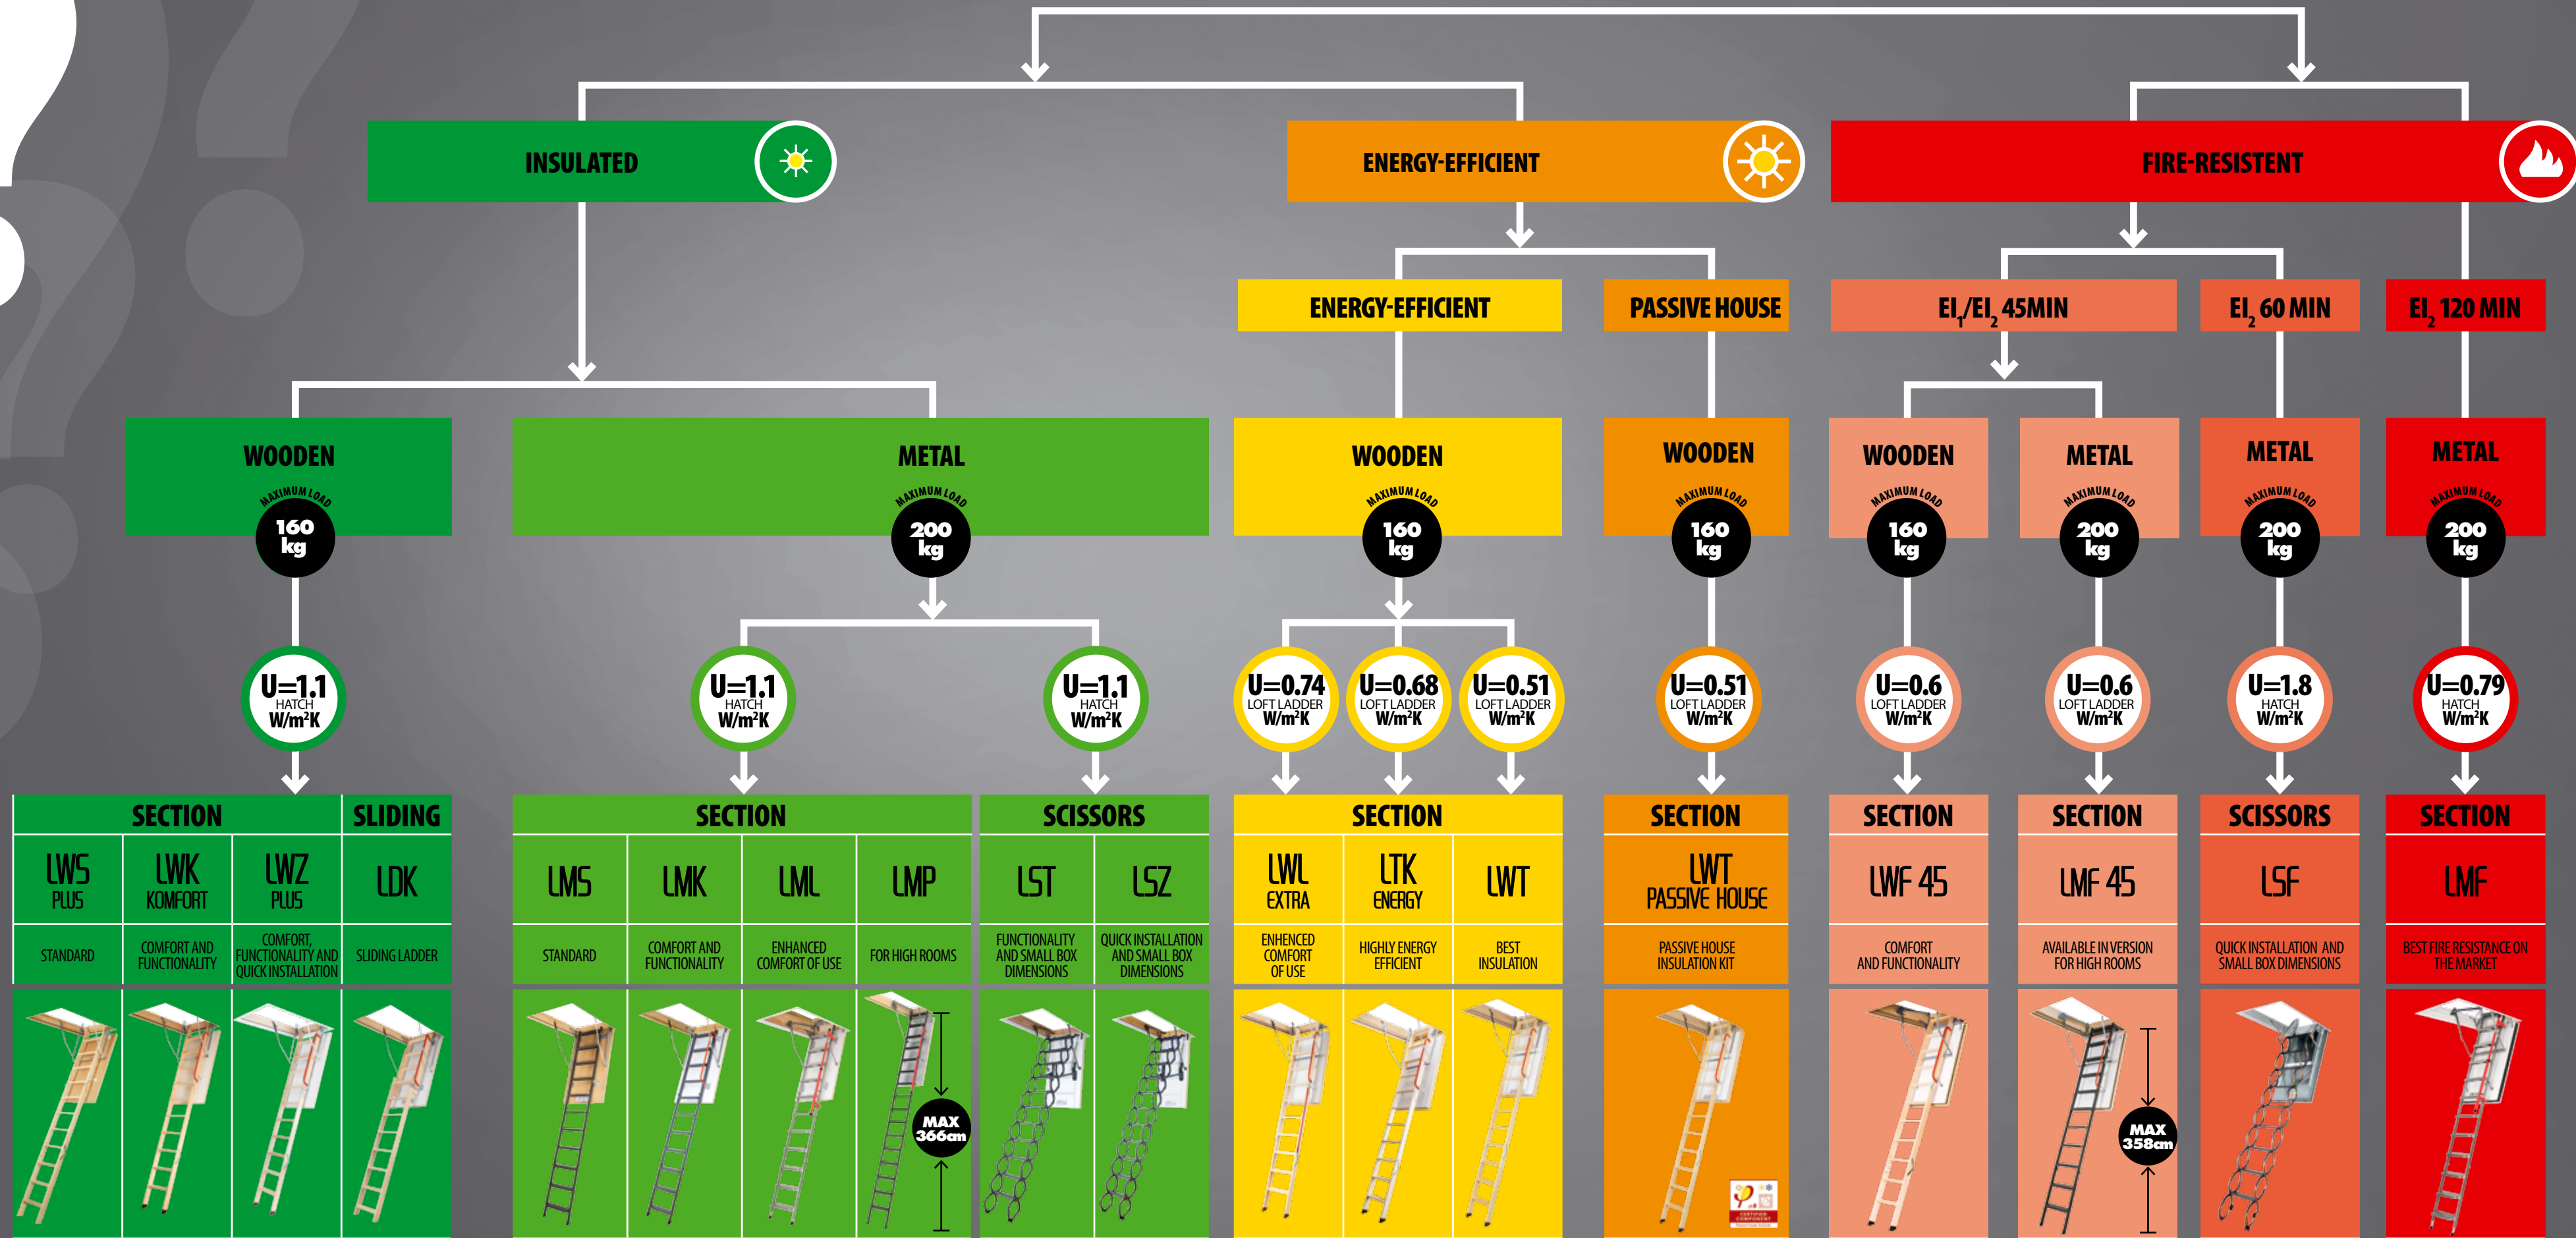 INSULATED
ENERGY-EFFICIENT
FIRE-RESISTENT
ENERGY-EFFICIENT
PASSIVE HOUSE
EI₁/EI₂ 45MIN
EI₂ 60 MIN
EI₂ 120 MIN
WOODEN
MAXIMUM LOAD
160
kg
METAL
MAXIMUM LOAD
200
kg
WOODEN
MAXIMUM LOAD
160
kg
WOODEN
MAXIMUM LOAD
160
kg
WOODEN
MAXIMUM LOAD
160
kg
METAL
MAXIMUM LOAD
200
kg
METAL
MAXIMUM LOAD
200
kg
METAL
MAXIMUM LOAD
200
kg
U=1.1
HATCH
W/m²K
U=1.1
HATCH
W/m²K
U=1.1
HATCH
W/m²K
U=0.74
LOFT LADDER
W/m²K
U=0.68
LOFT LADDER
W/m²K
U=0.51
LOFT LADDER
W/m²K
U=0.51
LOFT LADDER
W/m²K
U=0.6
LOFT LADDER
W/m²K
U=0.6
LOFT LADDER
W/m²K
U=1.8
HATCH
W/m²K
U=0.79
HATCH
W/m²K
SECTION
SLIDING
SECTION
SCISSORS
SECTION
SECTION
SECTION
SECTION
SCISSORS
SECTION
LWS
PLUS
LWK
KOMFORT
LWZ
PLUS
LDK
LMS
LMK
LML
LMP
LST
LSZ
LWL
EXTRA
LTK
ENERGY
LWT
LWT
PASSIVE HOUSE
LWF 45
LMF 45
LSF
LMF
STANDARD
COMFORT AND
FUNCTIONALITY
COMFORT,
FUNCTIONALITY AND
QUICK INSTALLATION
SLIDING LADDER
STANDARD
COMFORT AND
FUNCTIONALITY
ENHANCED
COMFORT OF USE
FOR HIGH ROOMS
FUNCTIONALITY
AND SMALL BOX
DIMENSIONS
QUICK INSTALLATION
AND SMALL BOX
DIMENSIONS
ENHENCED
COMFORT
OF USE
HIGHLY ENERGY
EFFICIENT
BEST
INSULATION
PASSIVE HOUSE
INSULATION KIT
COMFORT
AND FUNCTIONALITY
AVAILABLE IN VERSION
FOR HIGH ROOMS
QUICK INSTALLATION AND
SMALL BOX DIMENSIONS
BEST FIRE RESISTANCE ON
THE MARKET
MAX
366cm
MAX
358cm
CERTIFIED
COMPONENT